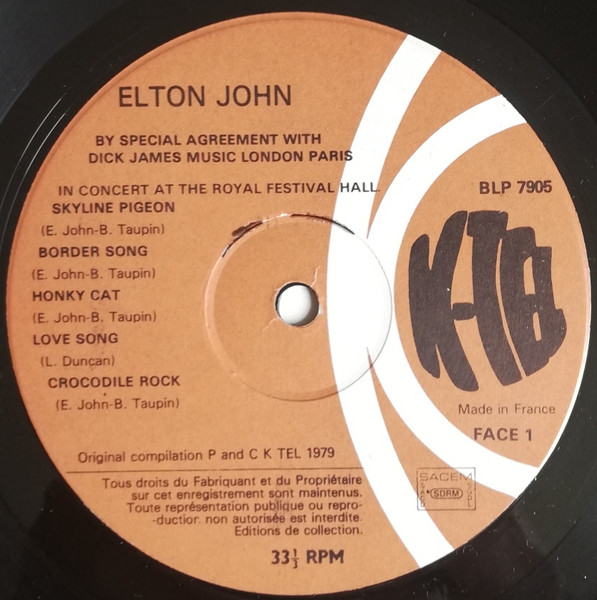 ELTON JOHN
BY SPECIAL AGREEMENT WITH
DICK JAMES MUSIC LONDON PARIS
IN CONCERT AT THE ROYAL FESTIVAL HALL
BLP 7905
SKYLINE PIGEON
(E. John-B. Taupin)
BORDER SONG
(E. John-B. Taupin)
HONKY CAT
(E. John-B. Taupin)
LOVE SONG
(L. Duncan)
CROCODILE ROCK
(E. John-B. Taupin)
K-TEL
Made in France
FACE 1
Original compilation P and C K TEL 1979
Tous droits du Fabriquant et du Propriétaire
sur cet enregistrement sont maintenus.
Toute représentation publique ou repro-
-duction non autorisée est interdite.
Editions de collection.
SACEM
SDRM
33⅓ RPM